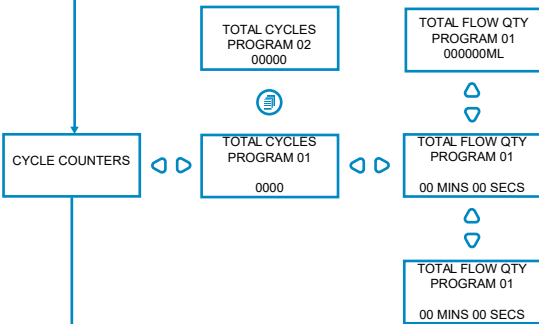 TOTAL CYCLES
PROGRAM 02
00000
TOTAL FLOW QTY
PROGRAM 01
000000ML
CYCLE COUNTERS
TOTAL CYCLES
PROGRAM 01
0000
TOTAL FLOW QTY
PROGRAM 01
00 MINS 00 SECS
TOTAL FLOW QTY
PROGRAM 01
00 MINS 00 SECS